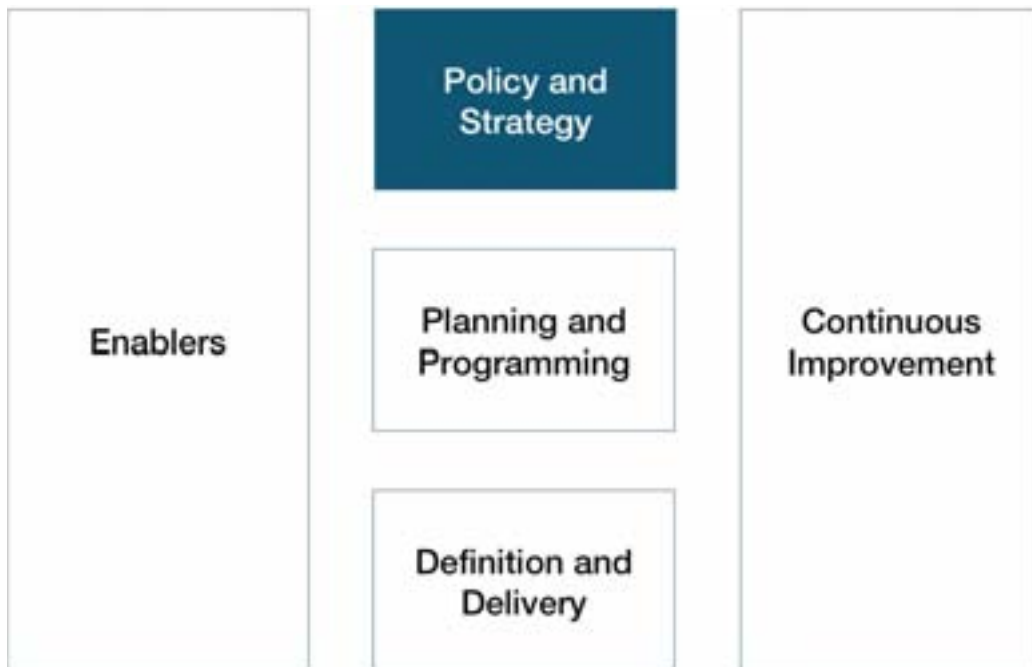 Policy and
Strategy
Enablers
Planning and
Programming
Continuous
Improvement
Definition and
Delivery